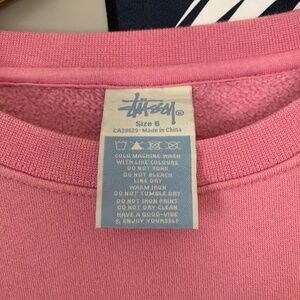 Stüssy®
Size 6
CA28629 · Made in China
COLD MACHINE WASH
WITH LIKE COLOURS
DO NOT SOAK
DO NOT BLEACH
LINE DRY
WARM IRON
DO NOT TUMBLE DRY
DO NOT IRON PRINT
DO NOT DRY CLEAN
HAVE A GOOD-VIBE
& ENJOY YOURSELF